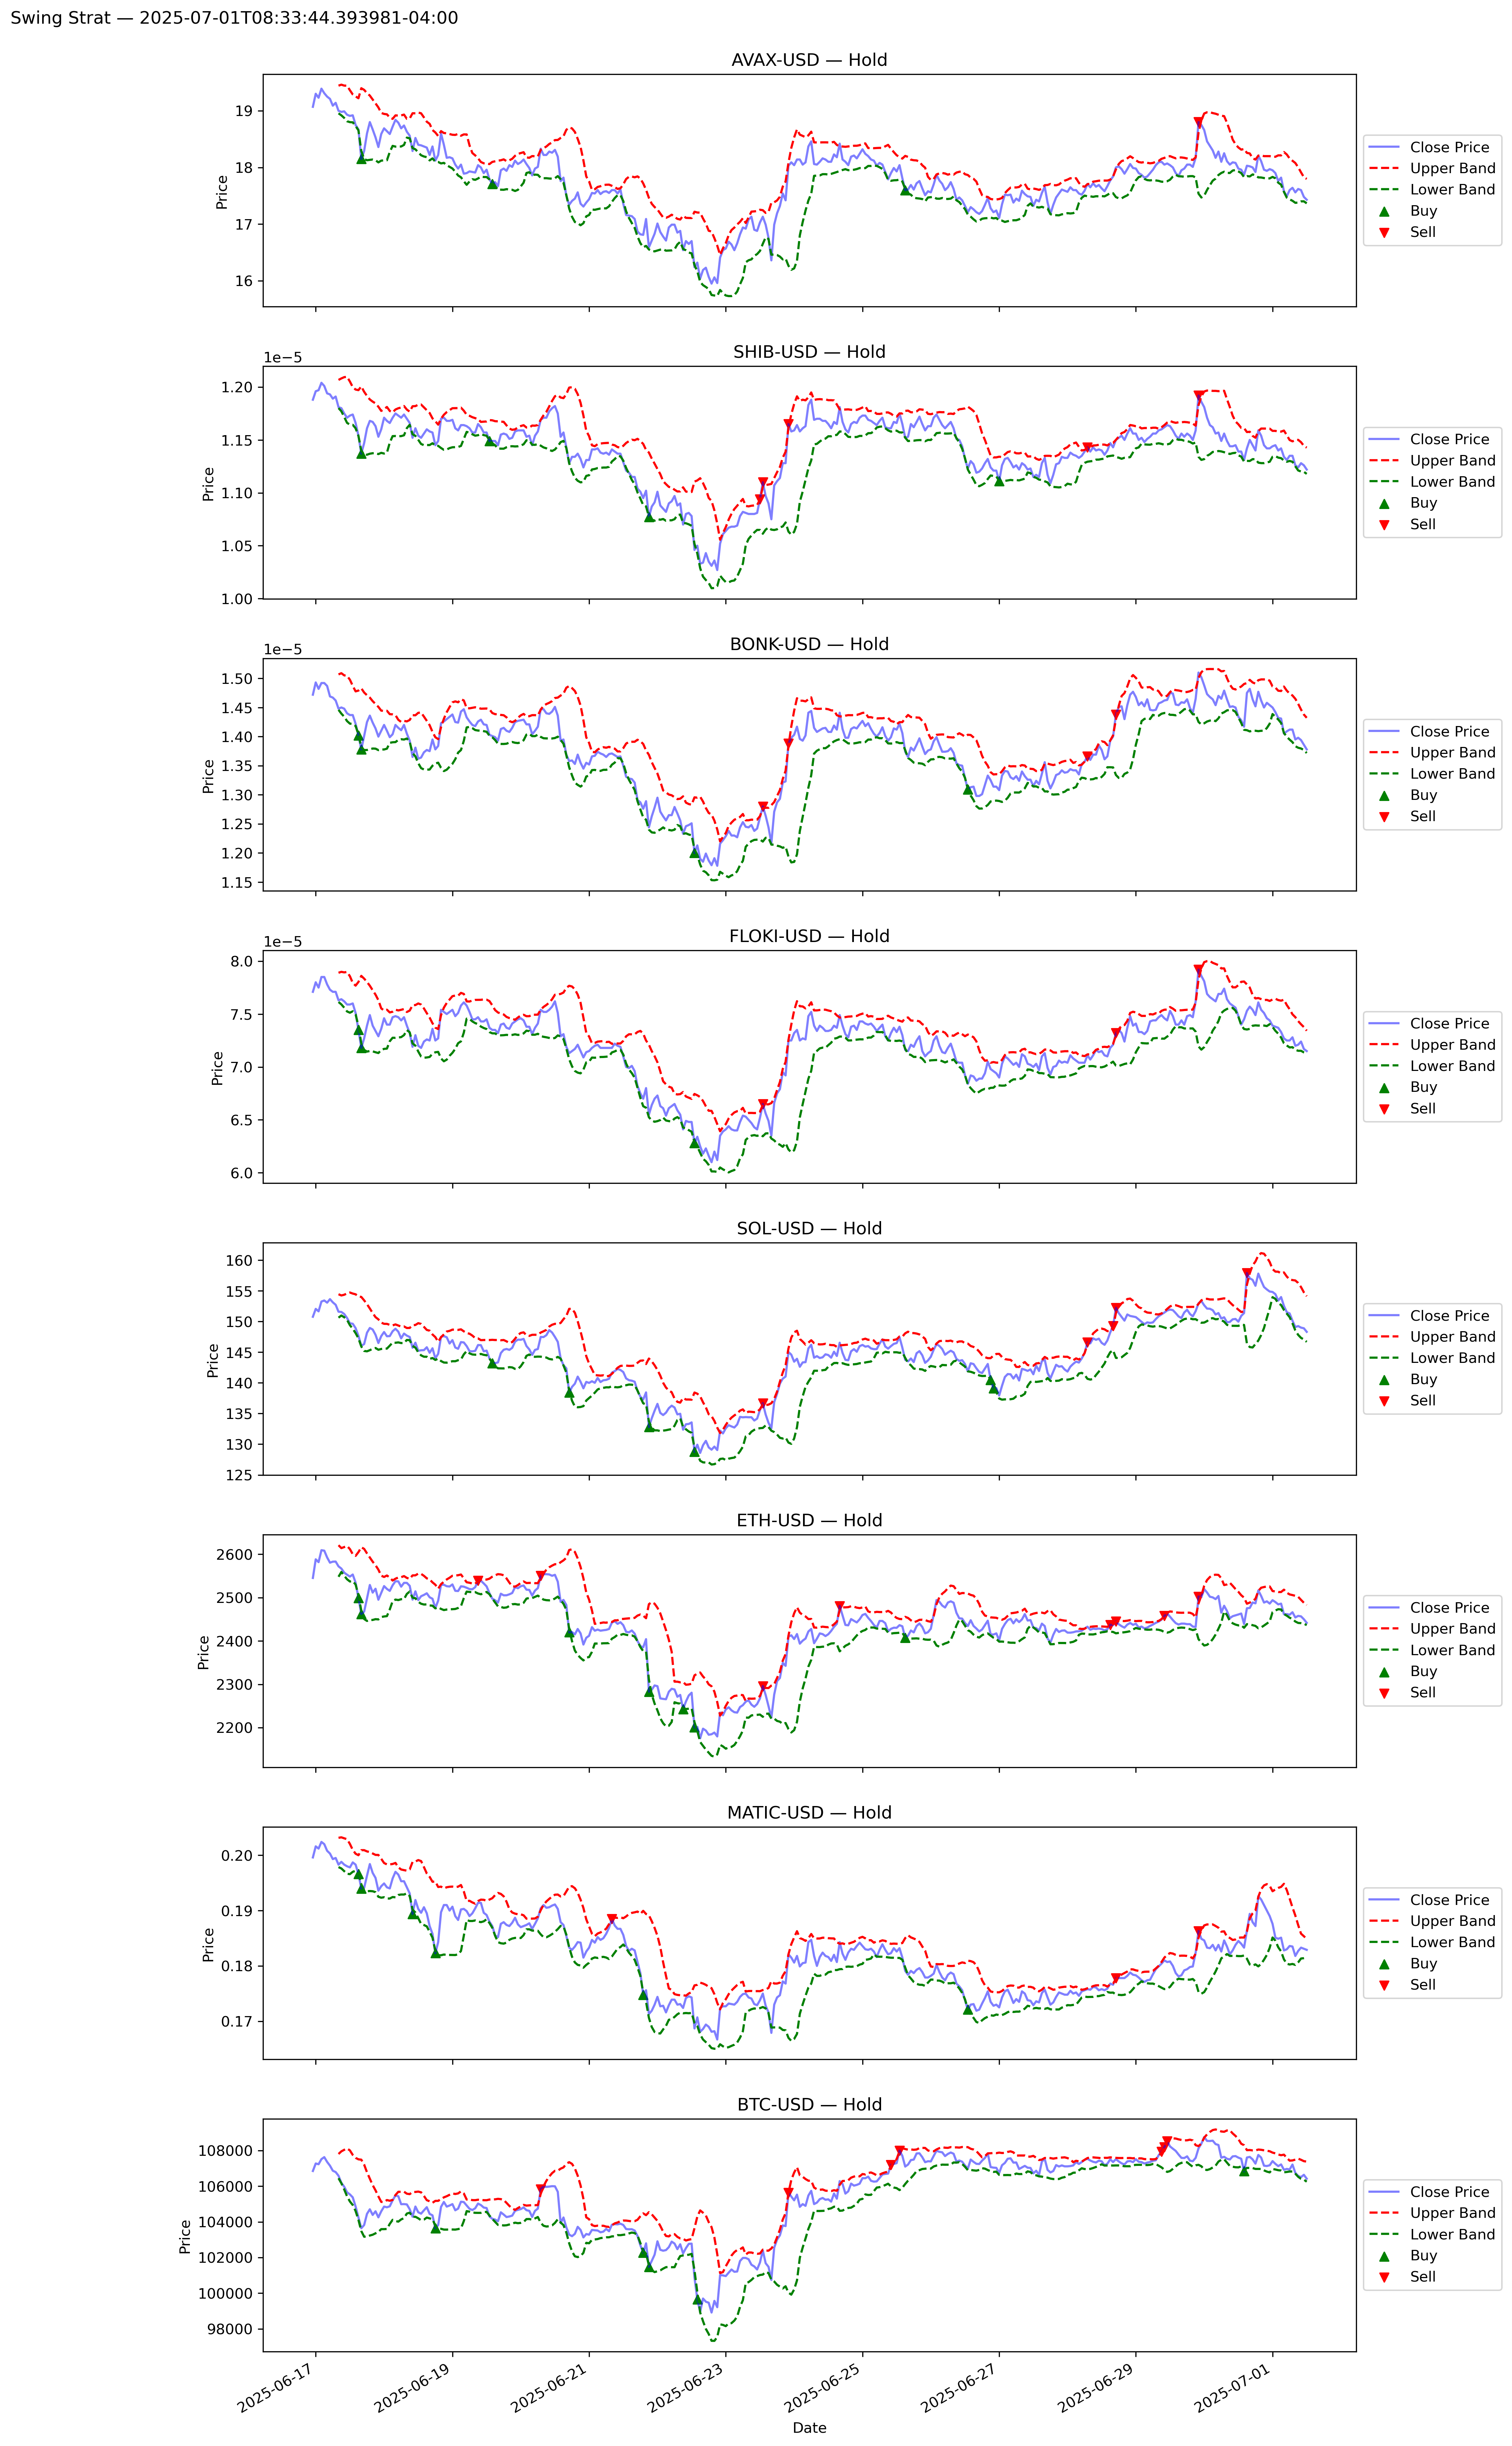 Swing Strat — 2025-07-01T08:33:44.393981-04:00
AVAX-USD — Hold
19
18
17
16
Price
Close Price
Upper Band
Lower Band
Buy
Sell
SHIB-USD — Hold
1e−5
1.20
1.15
1.10
1.05
1.00
Price
Close Price
Upper Band
Lower Band
Buy
Sell
BONK-USD — Hold
1e−5
1.50
1.45
1.40
1.35
1.30
1.25
1.20
1.15
Price
Close Price
Upper Band
Lower Band
Buy
Sell
FLOKI-USD — Hold
1e−5
8.0
7.5
7.0
6.5
6.0
Price
Close Price
Upper Band
Lower Band
Buy
Sell
SOL-USD — Hold
160
155
150
145
140
135
130
125
Price
Close Price
Upper Band
Lower Band
Buy
Sell
ETH-USD — Hold
2600
2500
2400
2300
2200
Price
Close Price
Upper Band
Lower Band
Buy
Sell
MATIC-USD — Hold
0.20
0.19
0.18
0.17
Price
Close Price
Upper Band
Lower Band
Buy
Sell
BTC-USD — Hold
108000
106000
104000
102000
100000
98000
Price
Close Price
Upper Band
Lower Band
Buy
Sell
2025-06-17
2025-06-19
2025-06-21
2025-06-23
2025-06-25
2025-06-27
2025-06-29
2025-07-01
Date